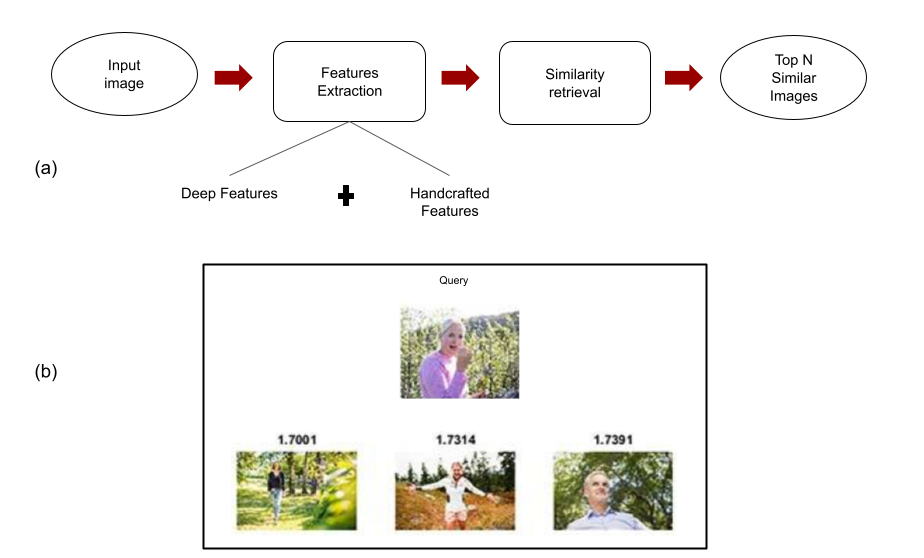 Input
image
Features
Extraction
Similarity
retrieval
Top N
Similar
Images
(a)
Deep Features
Handcrafted
Features
Query
(b)
1.7001
1.7314
1.7391